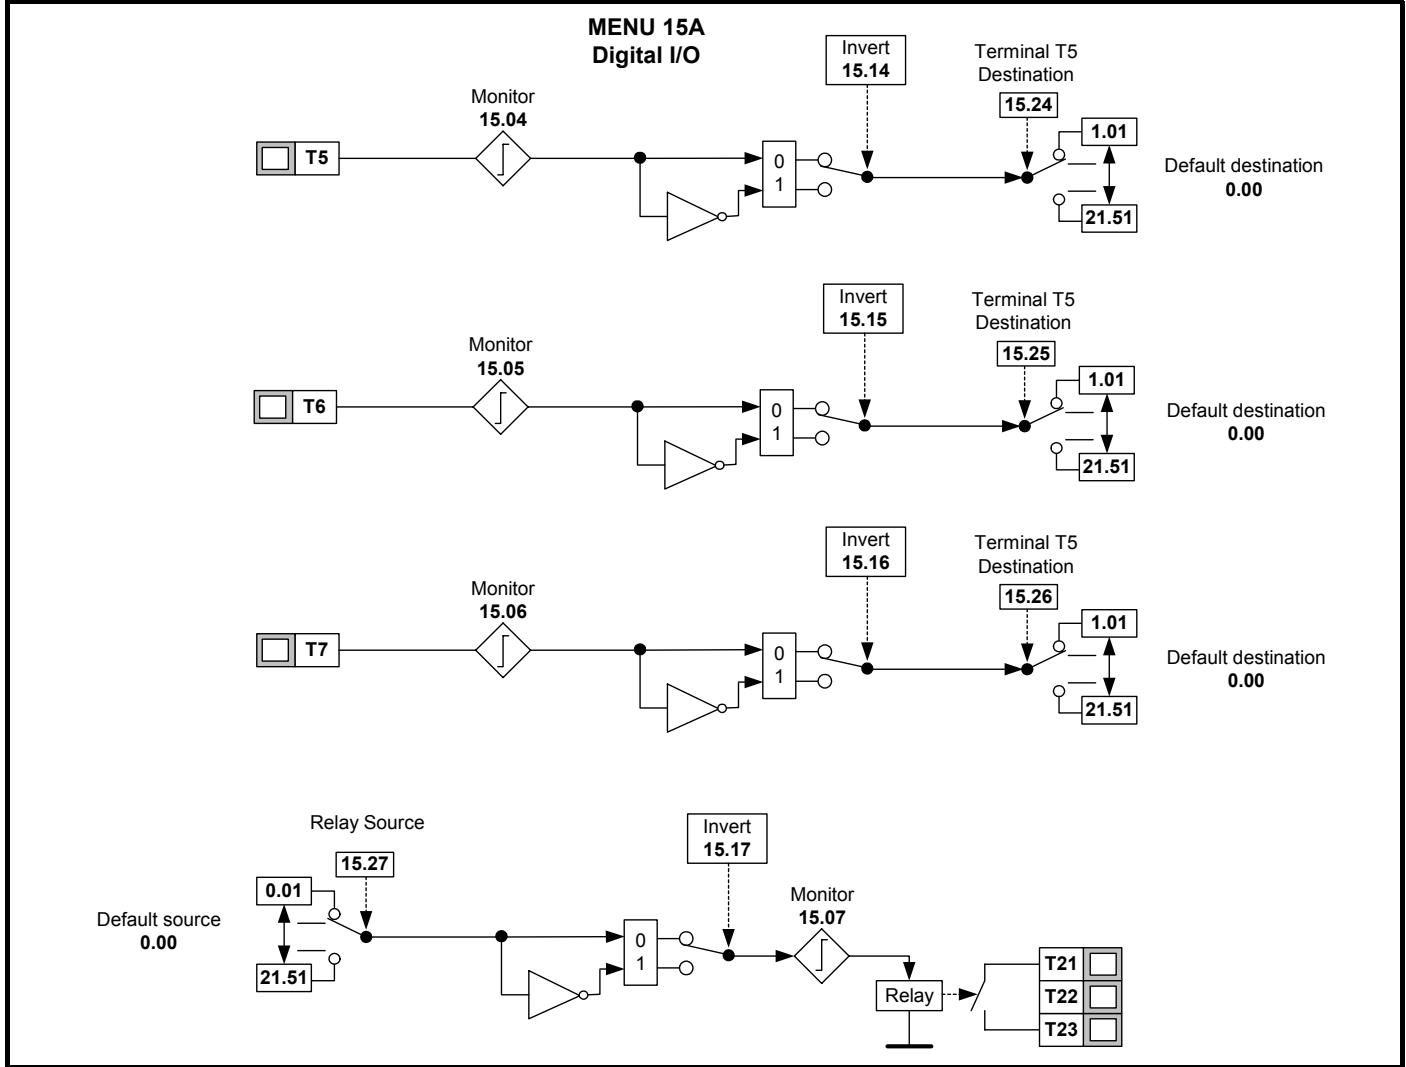 MENU 15A
Digital I/O
Invert
15.14
Terminal T5
Destination
15.24
Monitor
15.04
T5
0
1
1.01
21.51
Default destination
0.00
Invert
15.15
Terminal T5
Destination
15.25
Monitor
15.05
T6
0
1
1.01
21.51
Default destination
0.00
Invert
15.16
Terminal T5
Destination
15.26
Monitor
15.06
T7
0
1
1.01
21.51
Default destination
0.00
Relay Source
15.27
Invert
15.17
Monitor
15.07
Default source
0.00
0.01
21.51
0
1
Relay
T21
T22
T23